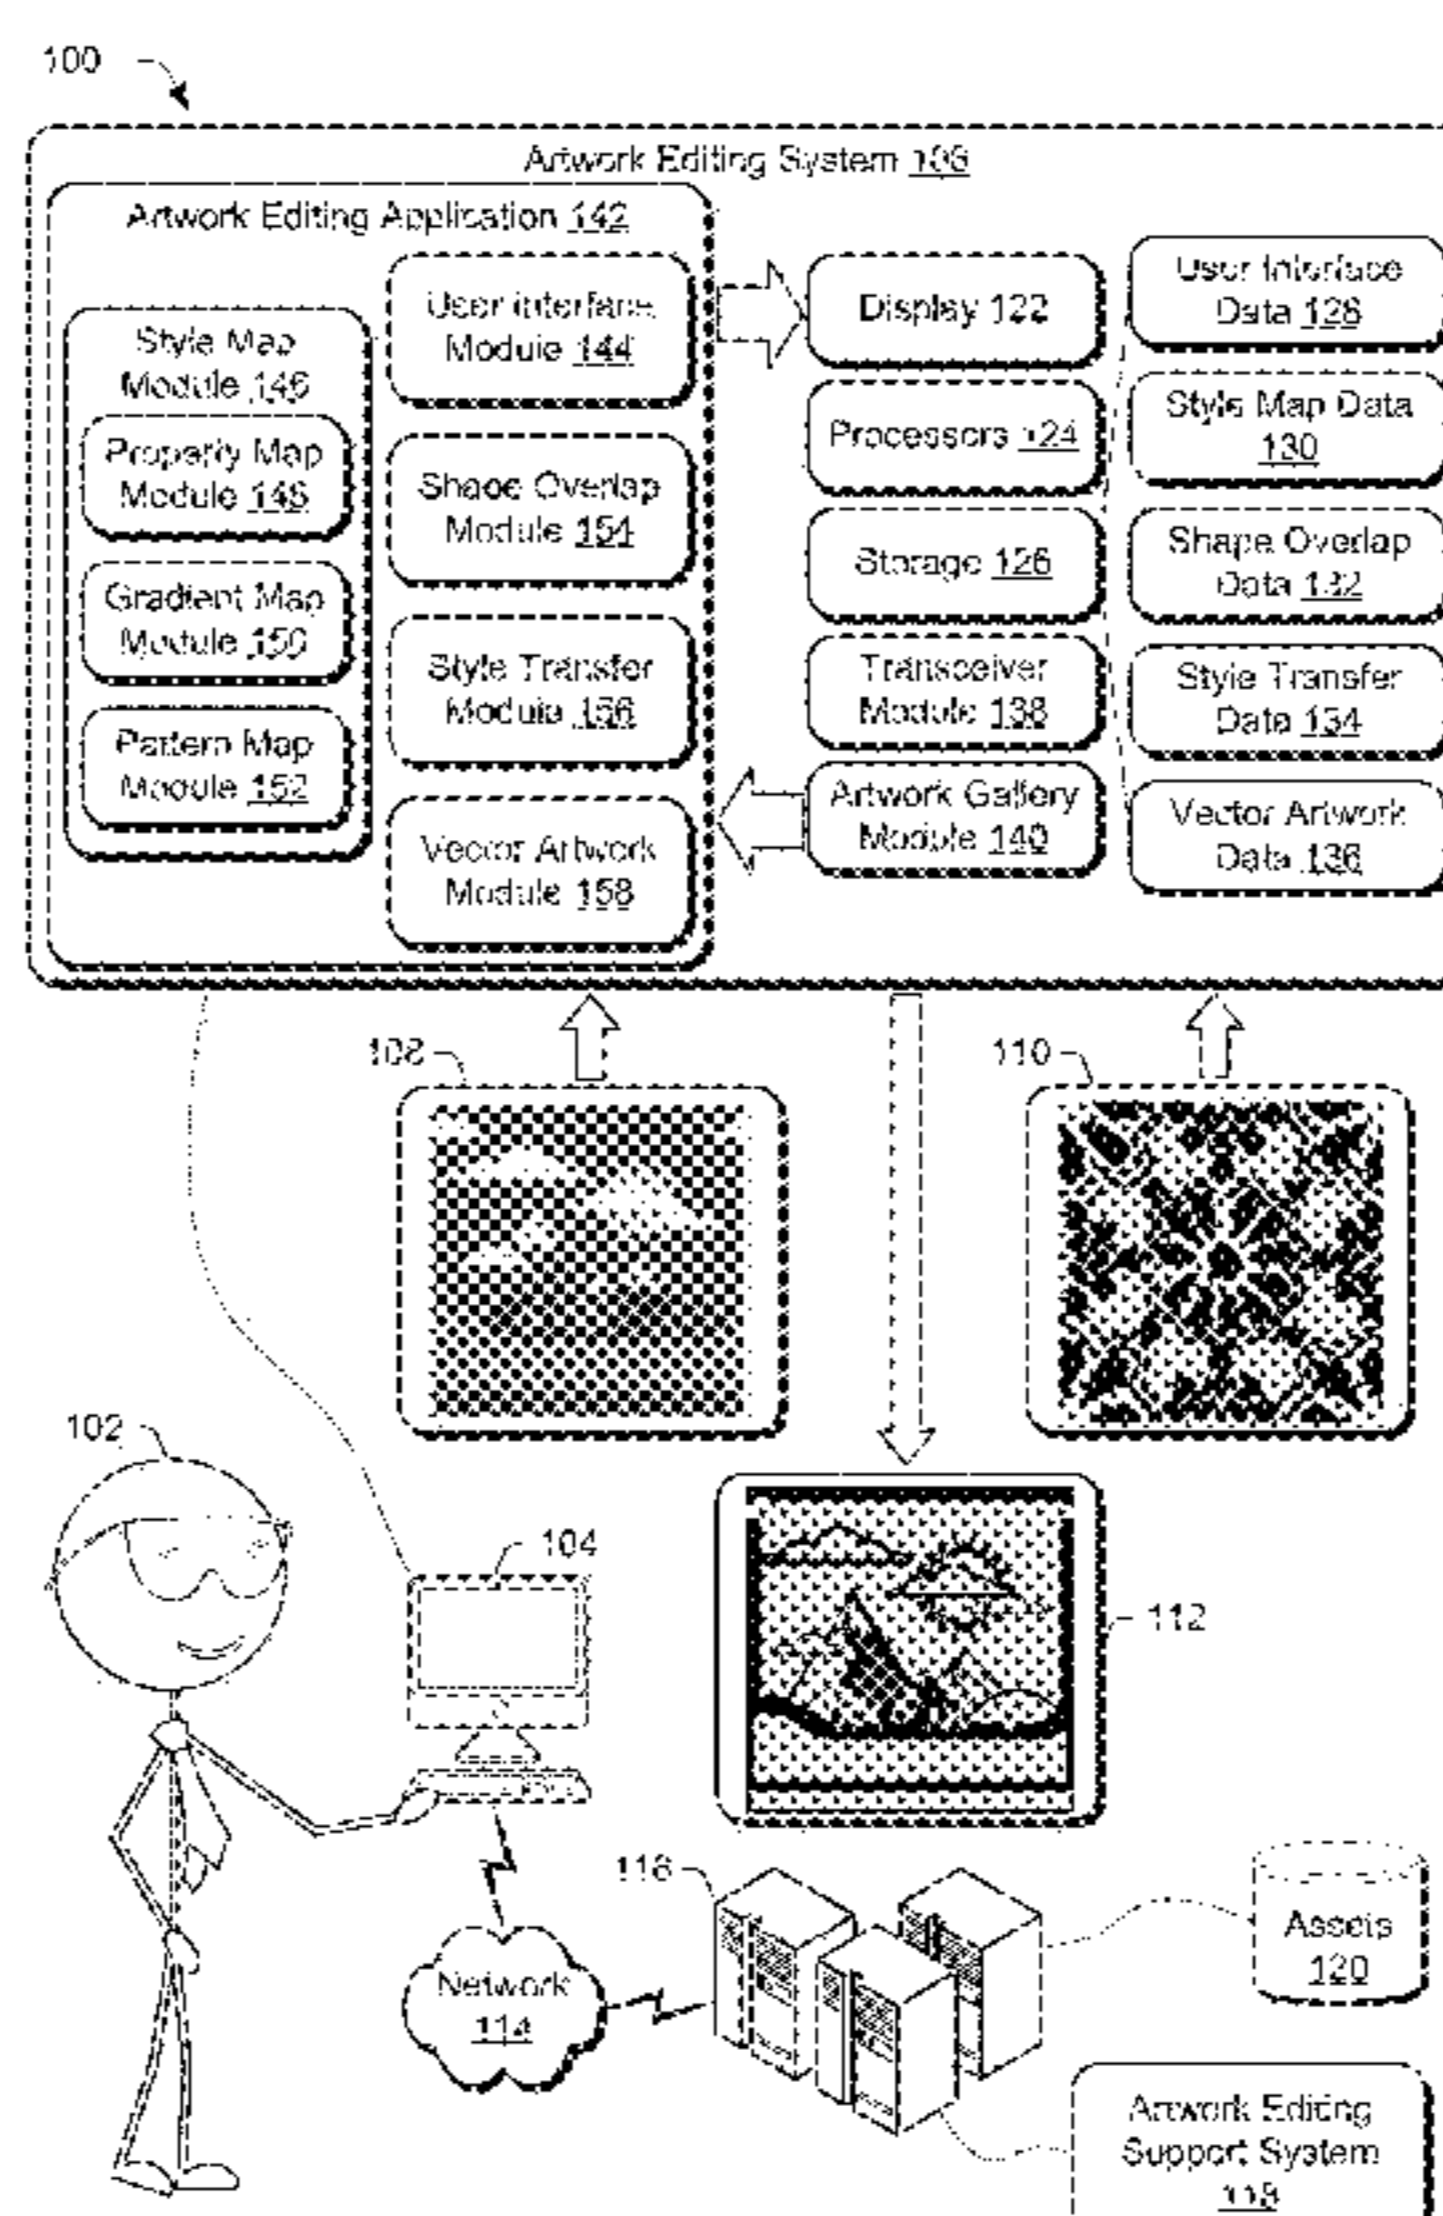 100
Artwork Editing System 106
Artwork Editing Application 142
Style Map
Module 146
Property Map
Module 148
Gradient Map
Module 150
Pattern Map
Module 152
User Interface
Module 144
Shape Overlap
Module 154
Style Transfer
Module 156
Vector Artwork
Module 158
Display 122
Processors 124
Storage 126
Transceiver
Module 138
Artwork Gallery
Module 140
User Interface
Data 128
Style Map Data
130
Shape Overlap
Data 132
Style Transfer
Data 134
Vector Artwork
Data 136
108
110
102
104
112
116
Assets
120
Network
114
Artwork Editing
Support System
118